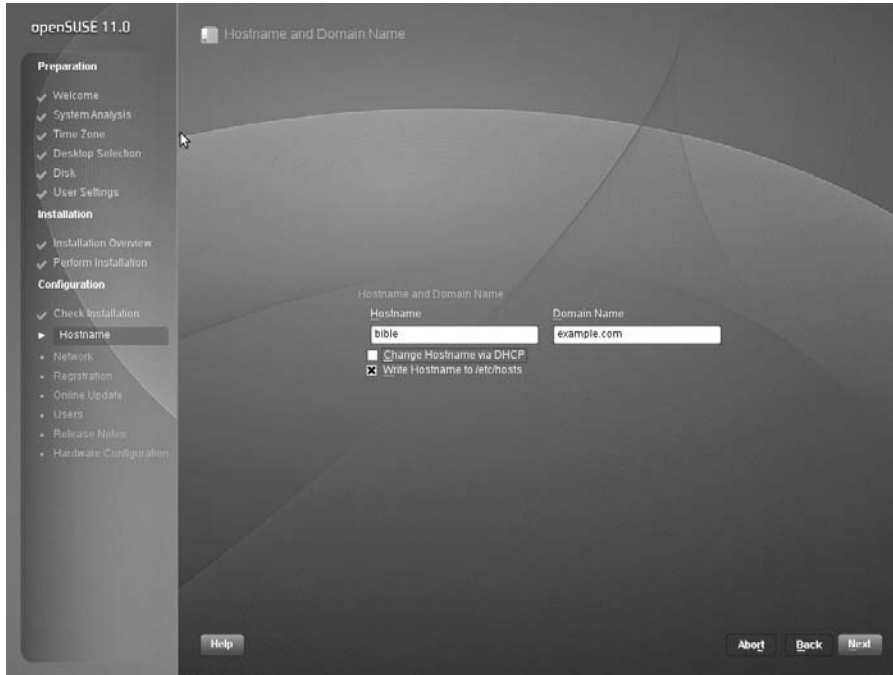 openSUSE 11.0
Hostname and Domain Name
Preparation
Welcome
System Analysis
Time Zone
Desktop Selection
Disk
User Settings
Installation
Installation Overview
Perform Installation
Configuration
Check Installation
Hostname
Network
Registration
Online Update
Users
Release Notes
Hardware Configuration
Hostname and Domain Name
Hostname Domain Name
bible example.com
Change Hostname via DHCP
Write Hostname to /etc/hosts
Help Abort Back Next